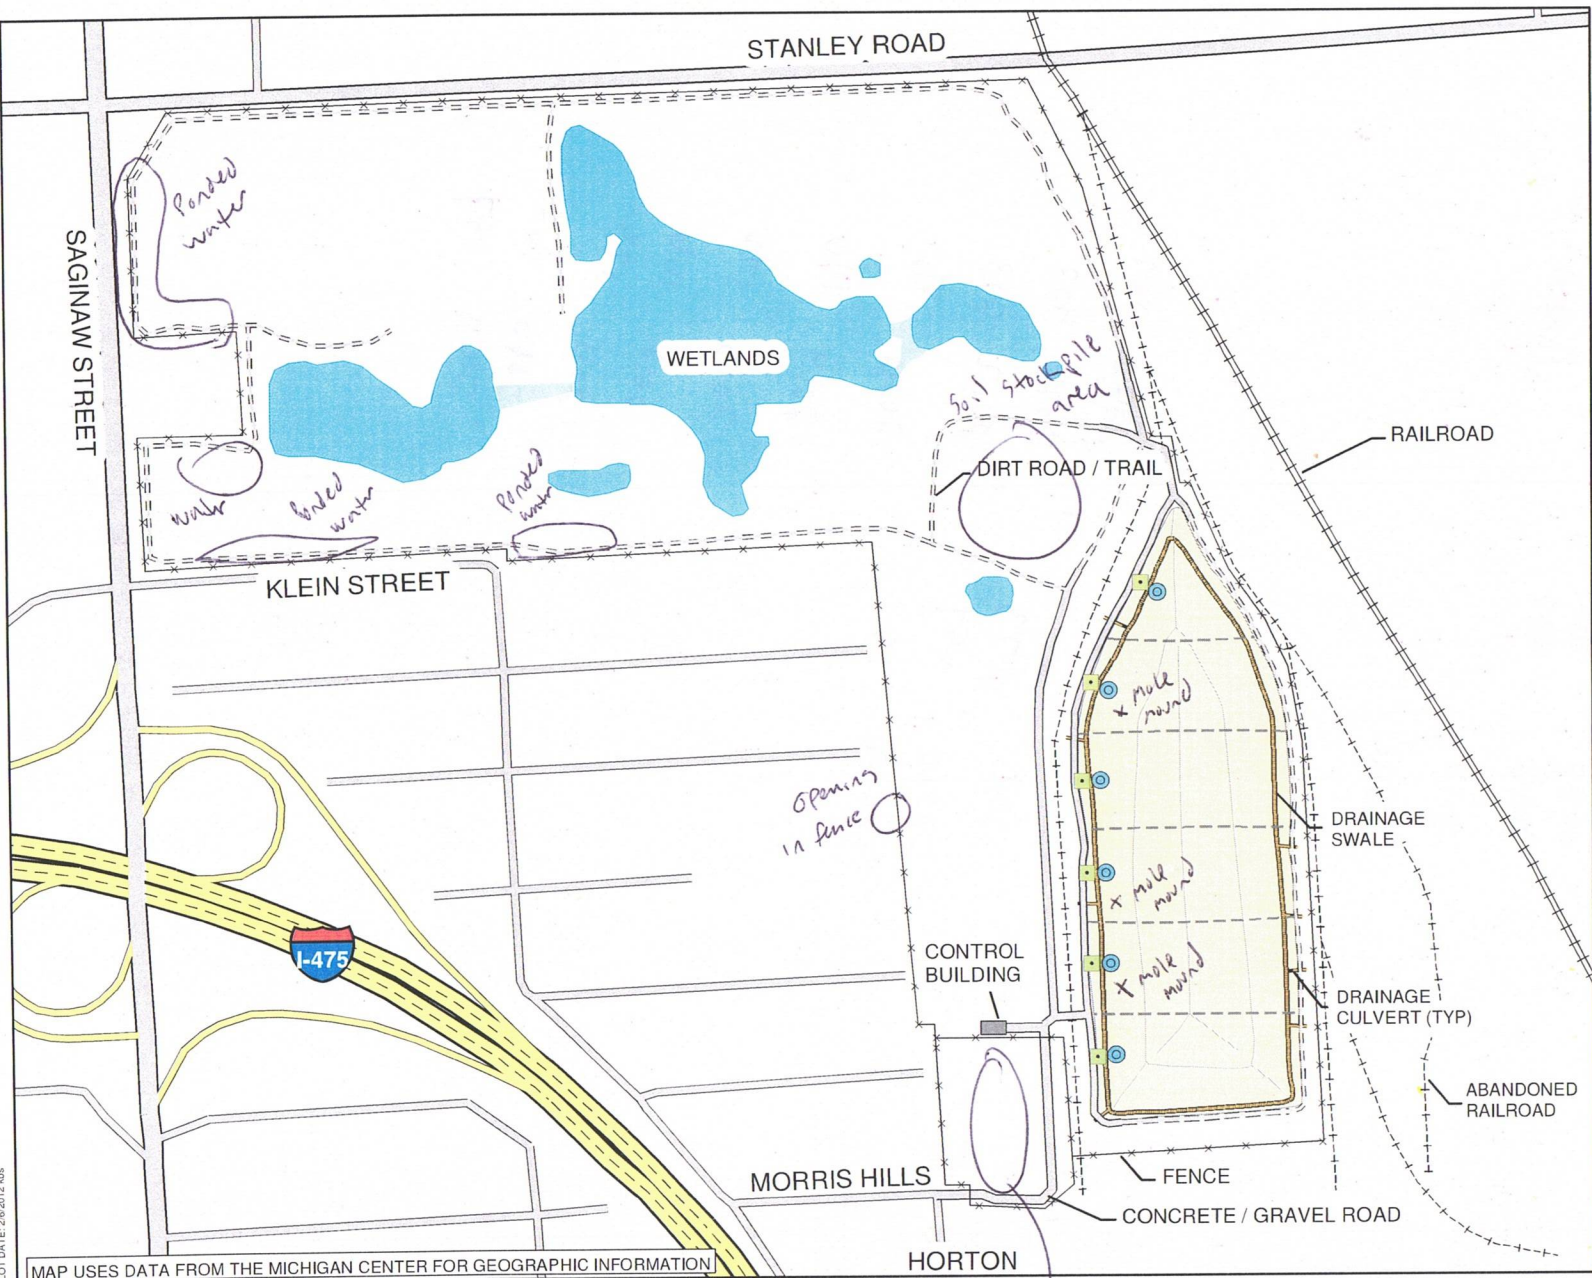 STANLEY ROAD
Ponded
water
SAGINAW STREET
WETLANDS
Soil Stockpile
area
RAILROAD
DIRT ROAD / TRAIL
water
Ponded
water
Ponded
water
KLEIN STREET
x mole
mound
opening
in fence
DRAINAGE
SWALE
x mole
mound
I-475
CONTROL
BUILDING
x mole
mound
DRAINAGE
CULVERT (TYP)
ABANDONED
RAILROAD
MORRIS HILLS
FENCE
CONCRETE / GRAVEL ROAD
HORTON
MAP USES DATA FROM THE MICHIGAN CENTER FOR GEOGRAPHIC INFORMATION